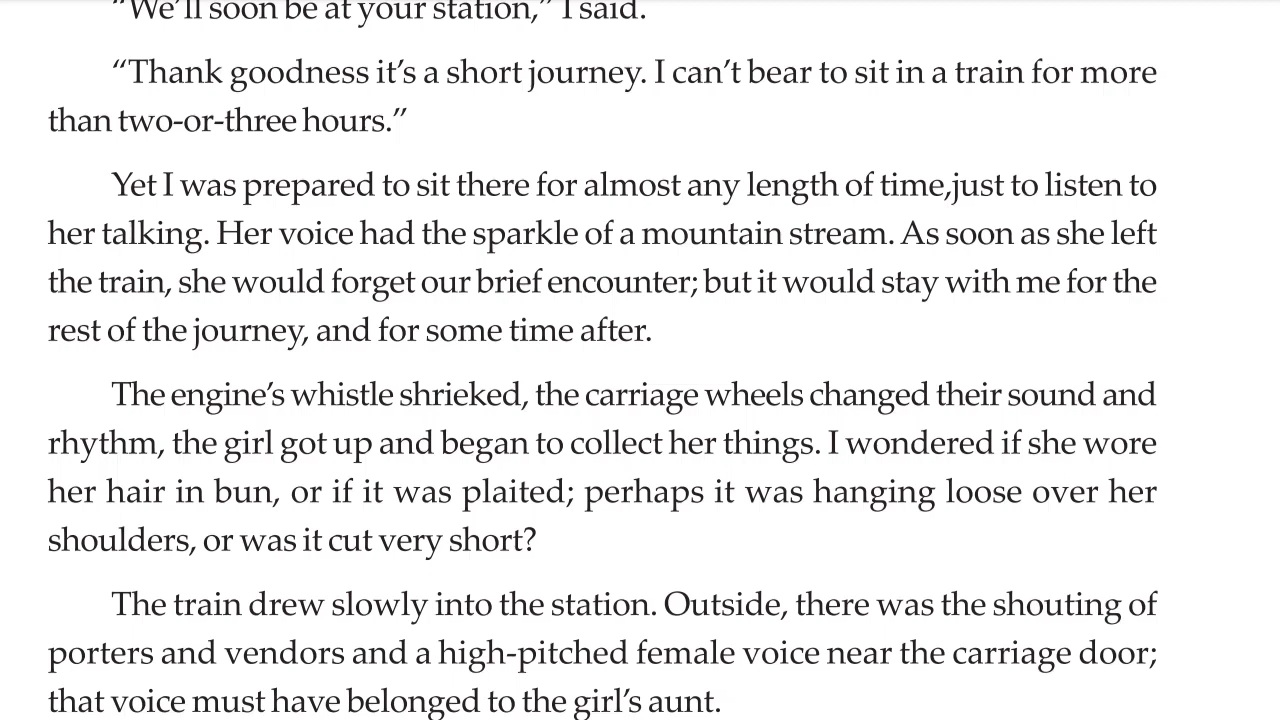 "We'll soon be at your station," I said.
“Thank goodness it’s a short journey. I can’t bear to sit in a train for more
than two-or-three hours.”
Yet I was prepared to sit there for almost any length of time,just to listen to
her talking. Her voice had the sparkle of a mountain stream. As soon as she left
the train, she would forget our brief encounter; but it would stay with me for the
rest of the journey, and for some time after.
The engine’s whistle shrieked, the carriage wheels changed their sound and
rhythm, the girl got up and began to collect her things. I wondered if she wore
her hair in bun, or if it was plaited; perhaps it was hanging loose over her
shoulders, or was it cut very short?
The train drew slowly into the station. Outside, there was the shouting of
porters and vendors and a high-pitched female voice near the carriage door;
that voice must have belonged to the girl’s aunt.